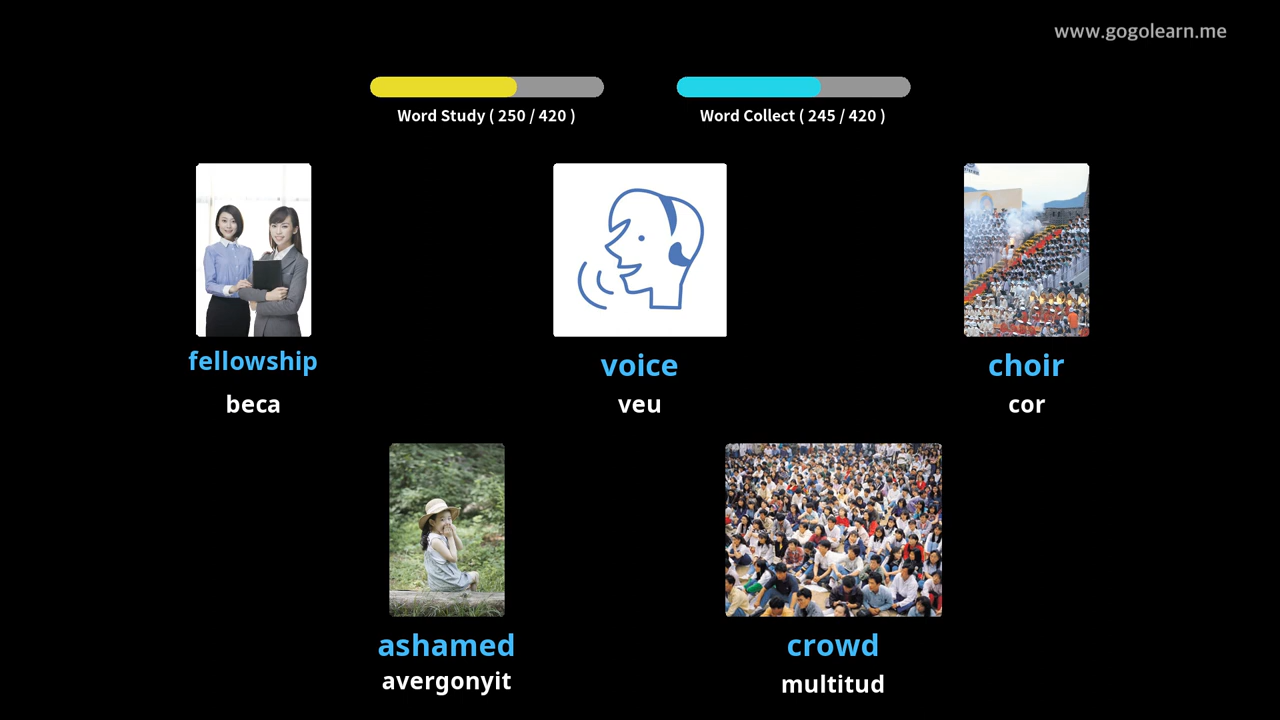 www.gogolearn.me
Word Study ( 250 / 420 )
Word Collect ( 245 / 420 )
fellowship
beca
voice
veu
choir
cor
ashamed
avergonyit
crowd
multitud